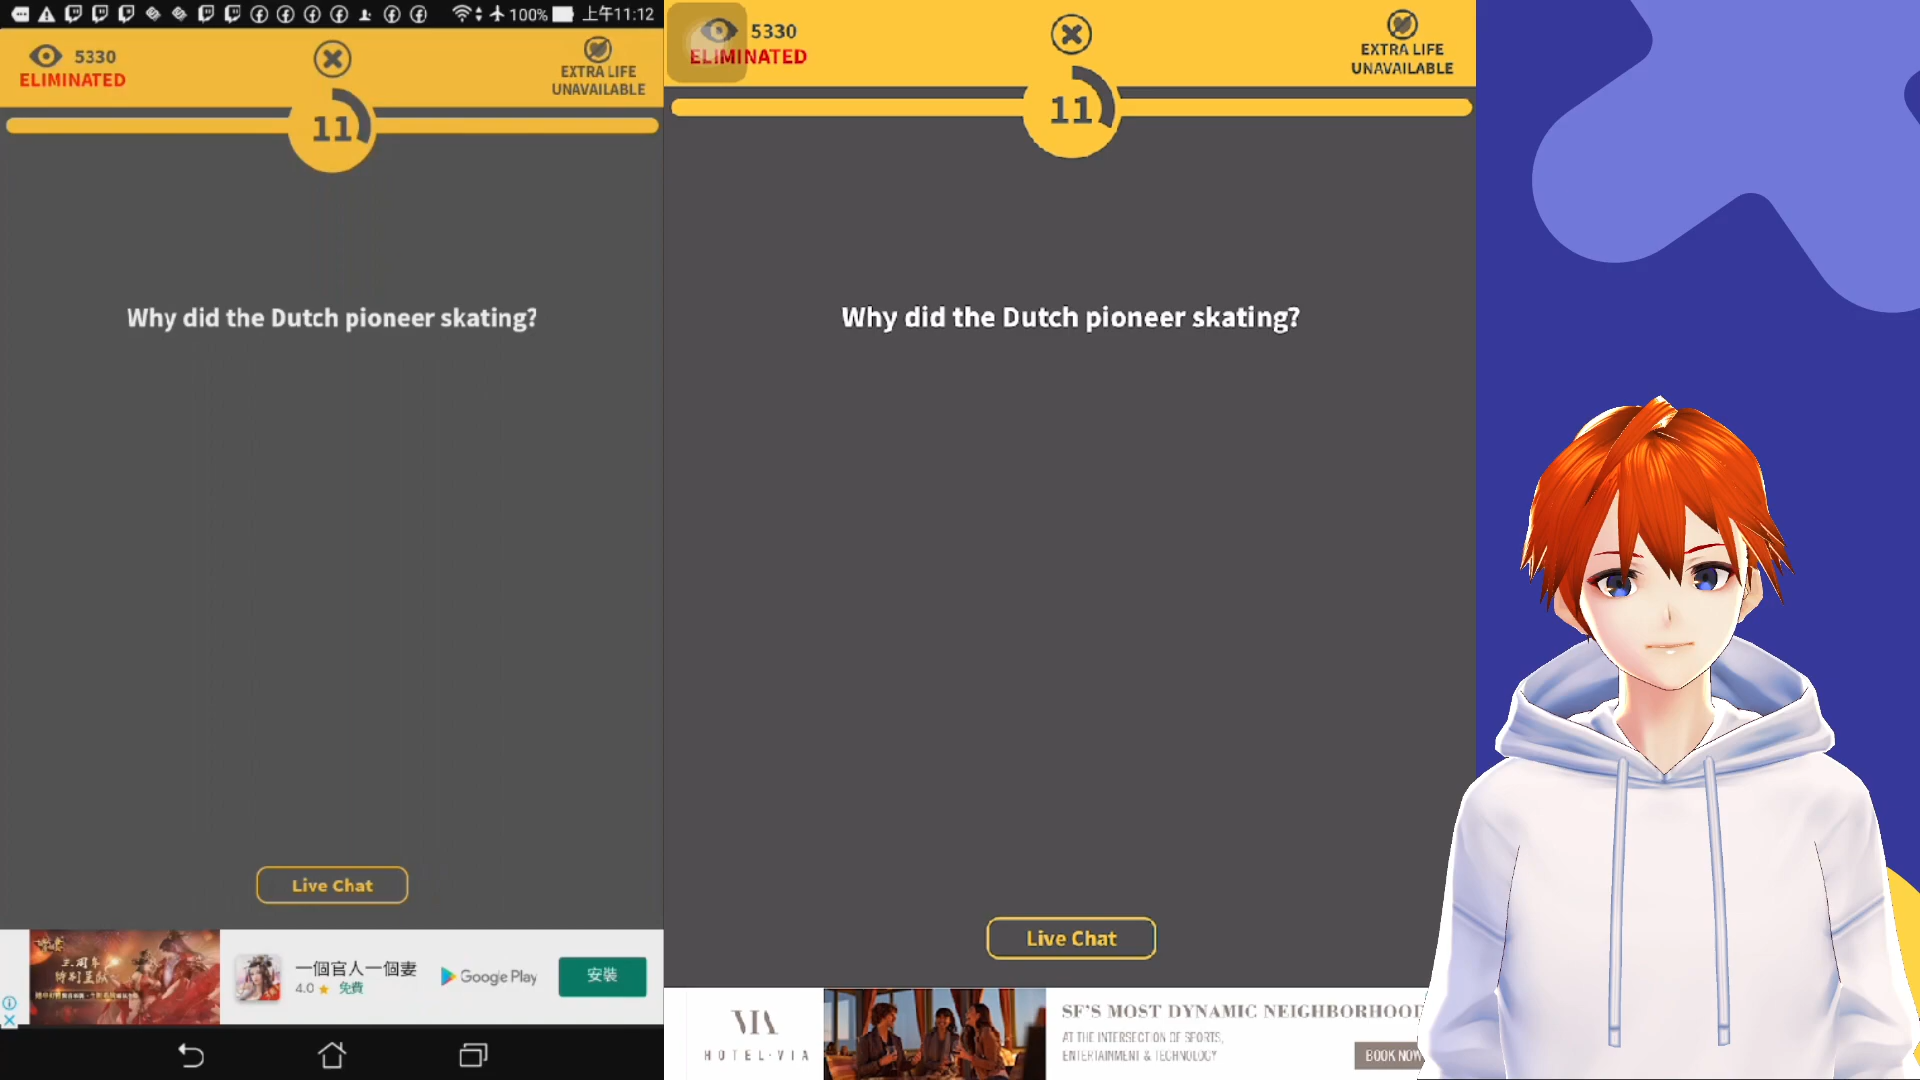 100% 上午11:12
5330
ELIMINATED
EXTRA LIFE
UNAVAILABLE
11
Why did the Dutch pioneer skating?
Live Chat
三周年
一個官人一個妻
4.0 免費
Google Play
安裝
5330
ELIMINATED
EXTRA LIFE
UNAVAILABLE
11
Why did the Dutch pioneer skating?
Live Chat
VIA
HOTEL·VIA
SF'S MOST DYNAMIC NEIGHBORHOOD
AT THE INTERSECTION OF SPORTS,
ENTERTAINMENT & TECHNOLOGY
BOOK NOW